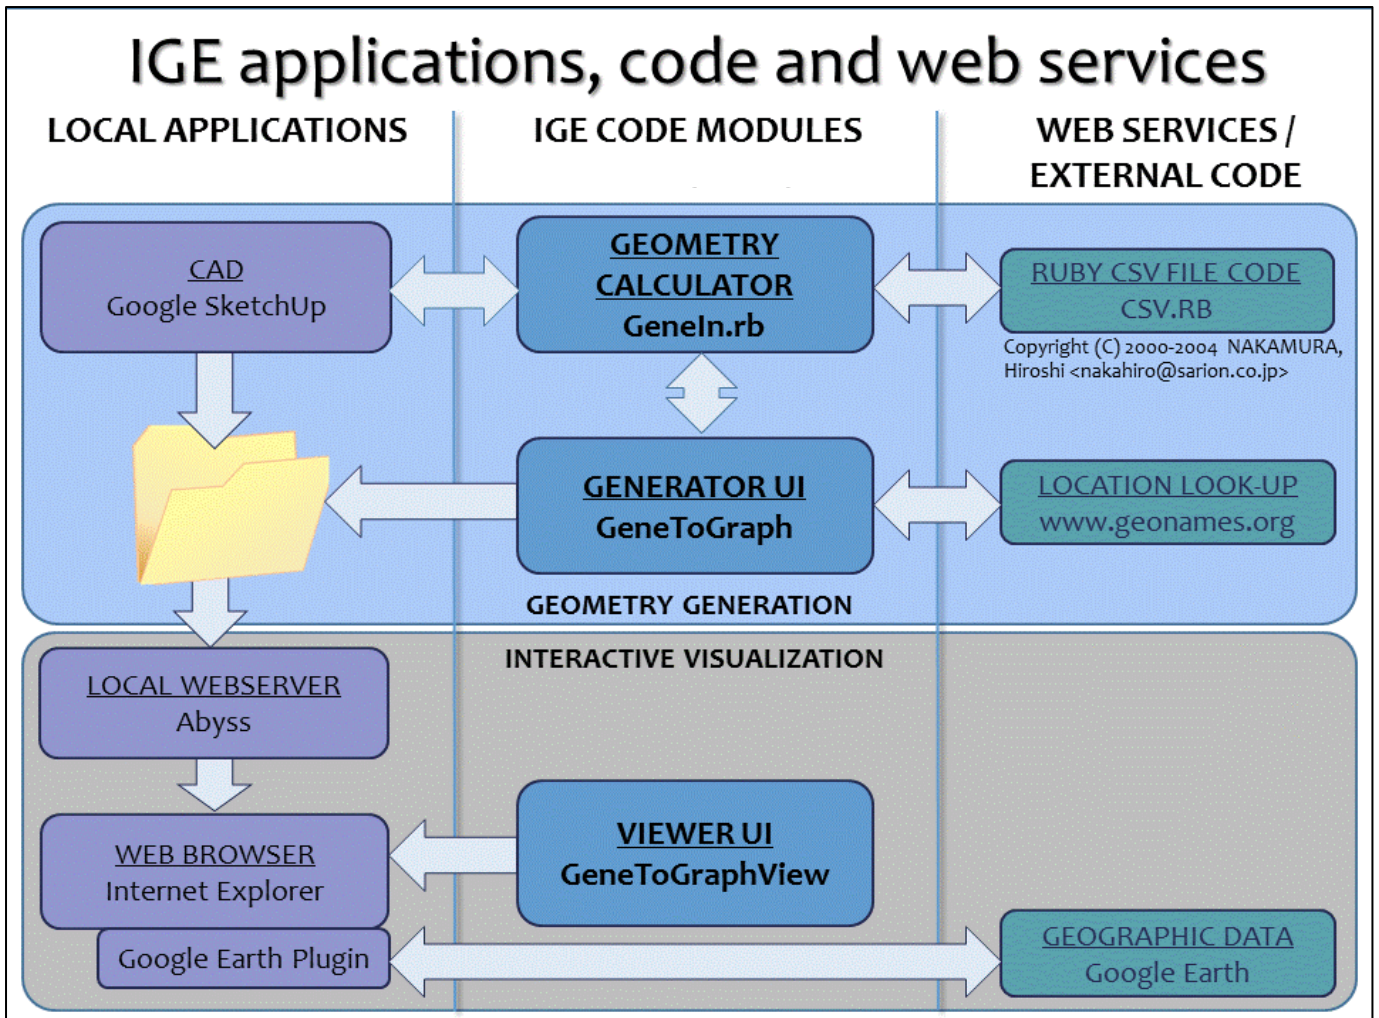 IGE applications, code and web services
LOCAL APPLICATIONS
IGE CODE MODULES
WEB SERVICES /
EXTERNAL CODE
CAD
Google SketchUp
GEOMETRY
CALCULATOR
GeneIn.rb
RUBY CSV FILE CODE
CSV.RB
Copyright (C) 2000-2004 NAKAMURA,
Hiroshi <nakahiro@sarion.co.jp>
GENERATOR UI
GeneToGraph
LOCATION LOOK-UP
www.geonames.org
GEOMETRY GENERATION
INTERACTIVE VISUALIZATION
LOCAL WEBSERVER
Abyss
WEB BROWSER
Internet Explorer
Google Earth Plugin
VIEWER UI
GeneToGraphView
GEOGRAPHIC DATA
Google Earth